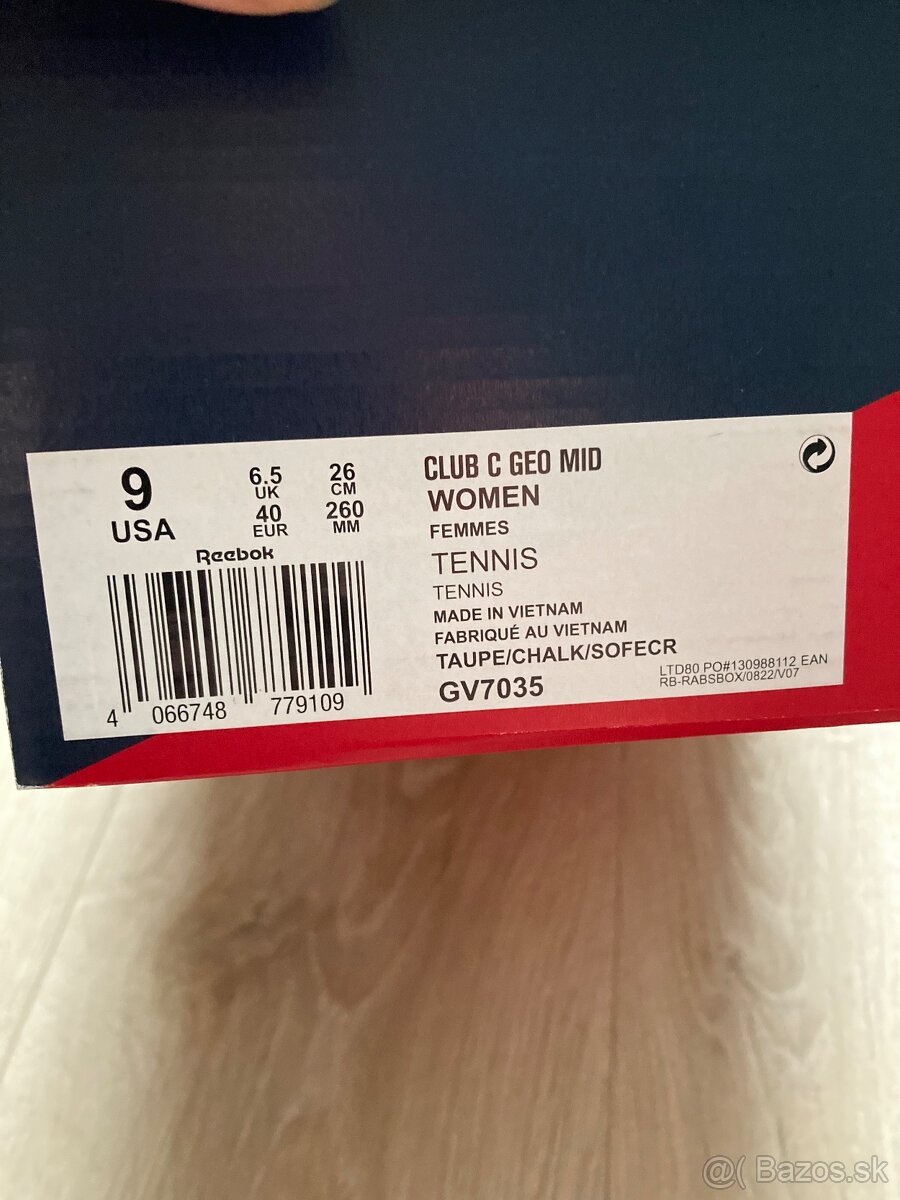 9
USA
6.5
UK
40
EUR
26
CM
260
MM
Reebok
4 066748 779109
CLUB C GEO MID
WOMEN
FEMMES
TENNIS
TENNIS
MADE IN VIETNAM
FABRIQUÉ AU VIETNAM
TAUPE/CHALK/SOFECR
GV7035
LTD80 PO#130988112 EAN
RB-RABSBOX/0822/V07
@( Bazos.sk